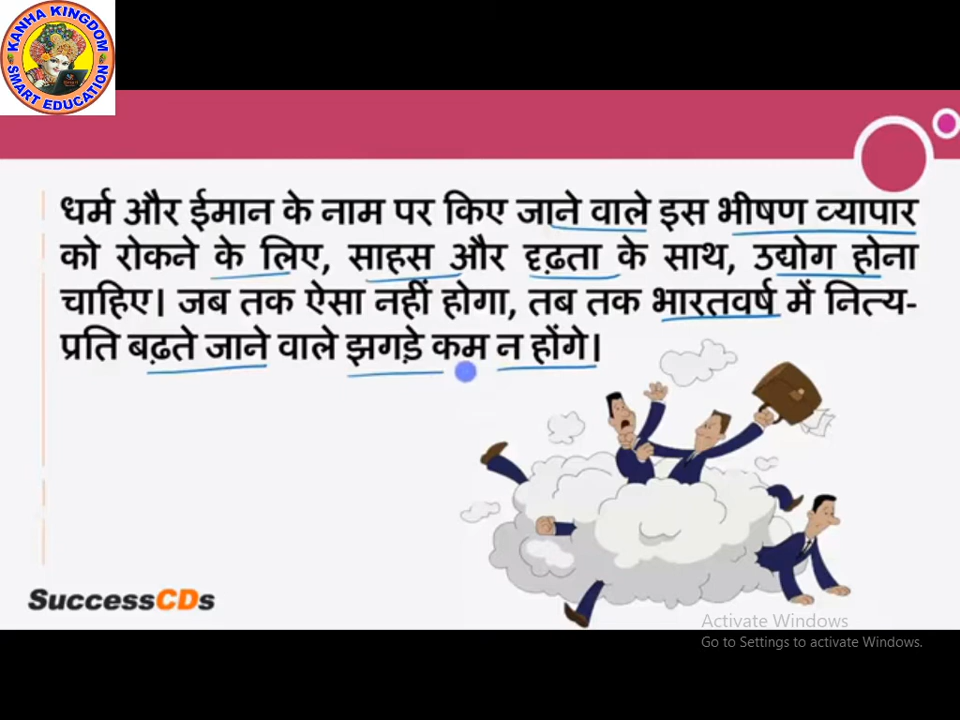 KANHA KINGDOM
SMART EDUCATION
धर्म और ईमान के नाम पर किए जाने वाले इस भीषण व्यापार
को रोकने के लिए, साहस और दृढ़ता के साथ, उद्योग होना
चाहिए। जब तक ऐसा नहीं होगा, तब तक भारतवर्ष में नित्य-
प्रति बढ़ते जाने वाले झगड़े कम न होंगे।
SuccessCDs
Activate Windows
Go to Settings to activate Windows.